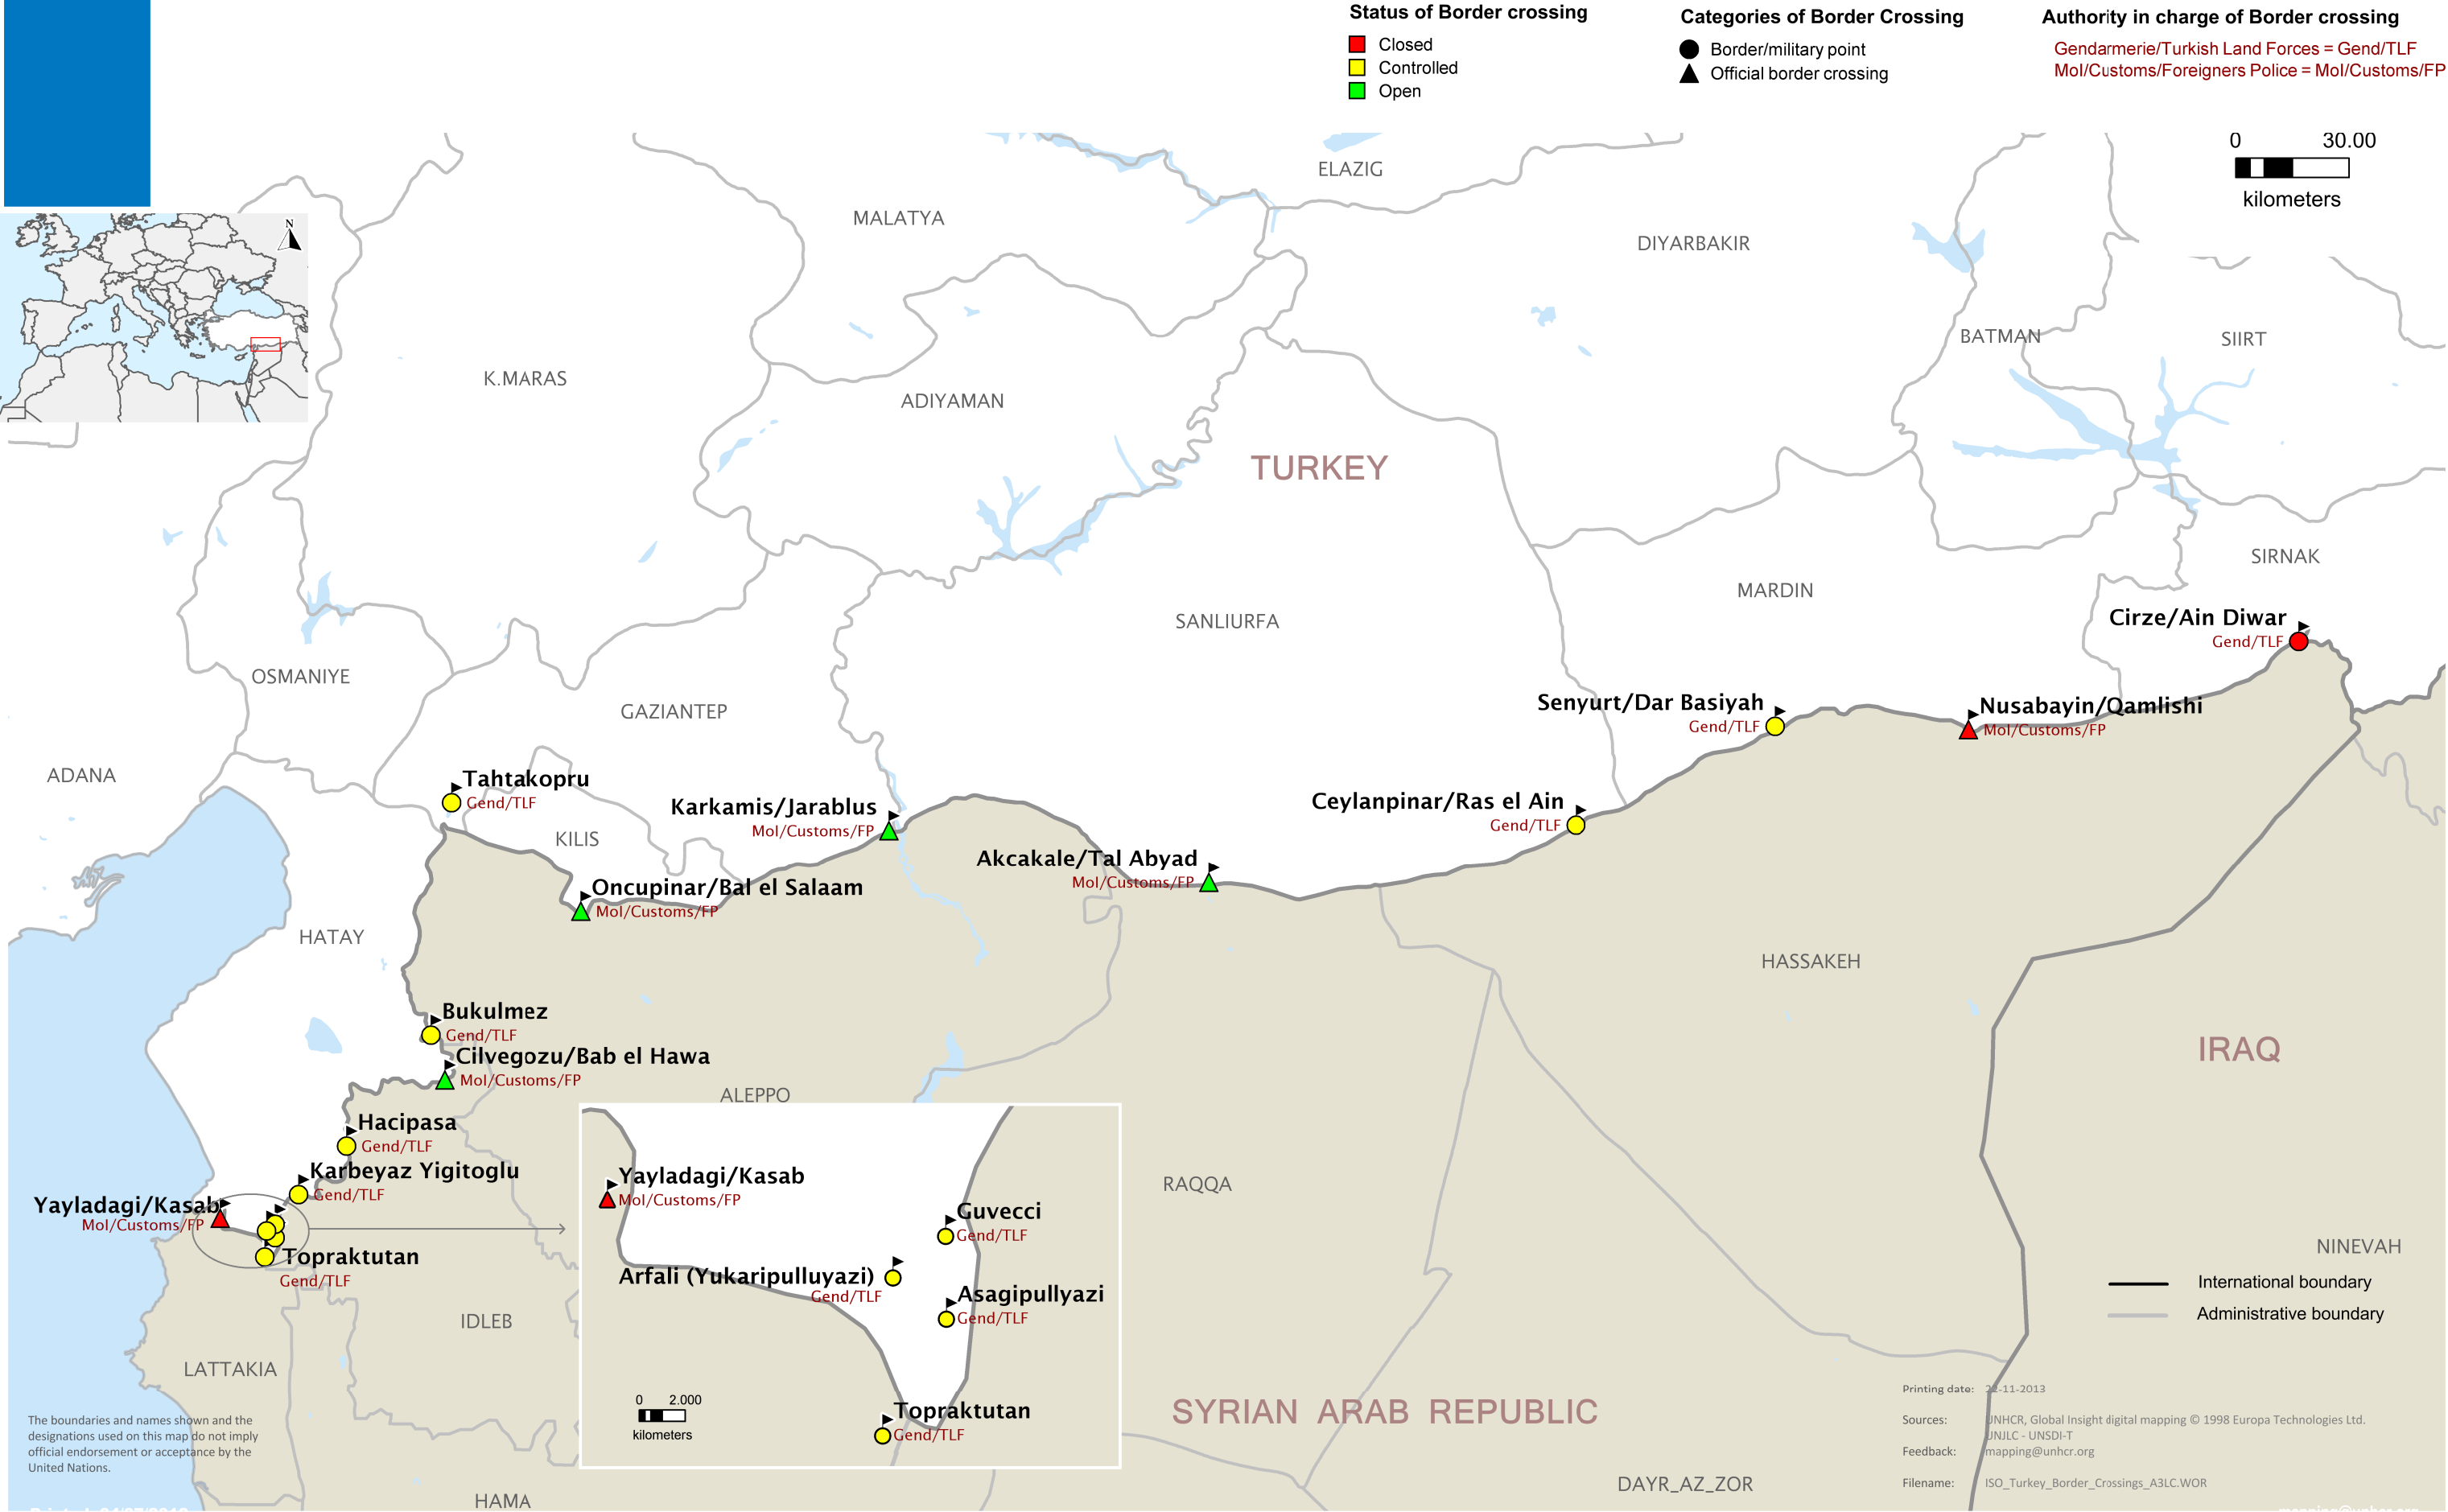 Status of Border crossing
Closed
Controlled
Open
Categories of Border Crossing
Border/military point
Official border crossing
Authority in charge of Border crossing
Gendarmerie/Turkish Land Forces = Gend/TLF
MoI/Customs/Foreigners Police = MoI/Customs/FP
0 30.00
kilometers
N
ELAZIG
MALATYA
DIYARBAKIR
BATMAN
SIIRT
K.MARAS
ADIYAMAN
TURKEY
SIRNAK
MARDIN
SANLIURFA
Cirze/Ain Diwar
Gend/TLF
OSMANIYE
GAZIANTEP
Senyurt/Dar Basiyah
Gend/TLF
Nusabayin/Qamlishi
MoI/Customs/FP
ADANA
Tahtakopru
Gend/TLF
Karkamis/Jarablus
MoI/Customs/FP
Ceylanpinar/Ras el Ain
Gend/TLF
KILIS
Akcakale/Tal Abyad
MoI/Customs/FP
Oncupinar/Bal el Salaam
MoI/Customs/FP
HATAY
HASSAKEH
Bukulmez
Gend/TLF
Cilvegozu/Bab el Hawa
MoI/Customs/FP
IRAQ
ALEPPO
Hacipasa
Gend/TLF
Karbeyaz Yigitoglu
Gend/TLF
Yayladagi/Kasab
MoI/Customs/FP
Topraktutan
Gend/TLF
Yayladagi/Kasab
MoI/Customs/FP
Guvecci
Gend/TLF
Arfali (Yukaripulluyazi)
Gend/TLF
Asagipullyazi
Gend/TLF
Topraktutan
Gend/TLF
0 2.000
kilometers
RAQQA
NINEVAH
International boundary
Administrative boundary
IDLEB
LATTAKIA
SYRIAN ARAB REPUBLIC
DAYR_AZ_ZOR
HAMA
The boundaries and names shown and the
designations used on this map do not imply
official endorsement or acceptance by the
United Nations.
Printing date: 22-11-2013
Sources: UNHCR, Global Insight digital mapping © 1998 Europa Technologies Ltd.
UNJLC - UNSDI-T
Feedback: mapping@unhcr.org
Filename: ISO_Turkey_Border_Crossings_A3LC.WOR